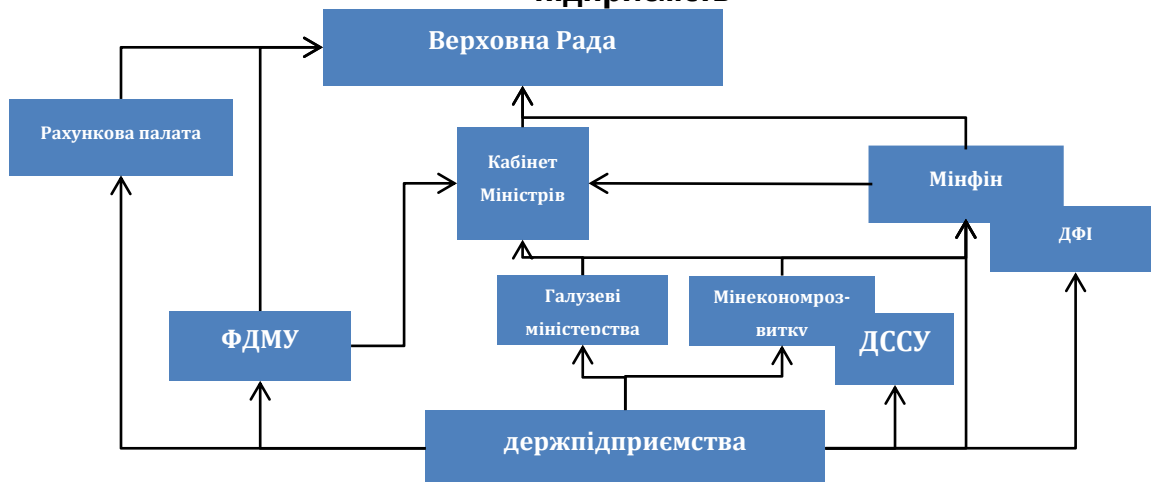 Верховна Рада
Рахункова палата
Кабінет
Міністрів
Мінфін
ДФІ
Галузеві
міністерства
Мінекономроз-
витку
ФДМУ
ДССУ
держпідприємства